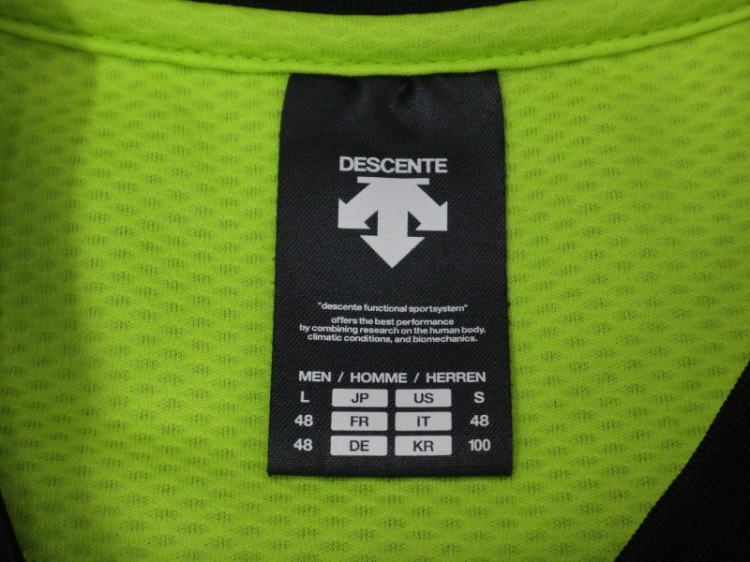 DESCENTE
"descente functional sportsystem"
offers the best performance
by combining research on the human body,
climatic conditions, and biomechanics.
MEN / HOMME / HERREN
L JP US S
48 FR IT 48
48 DE KR 100